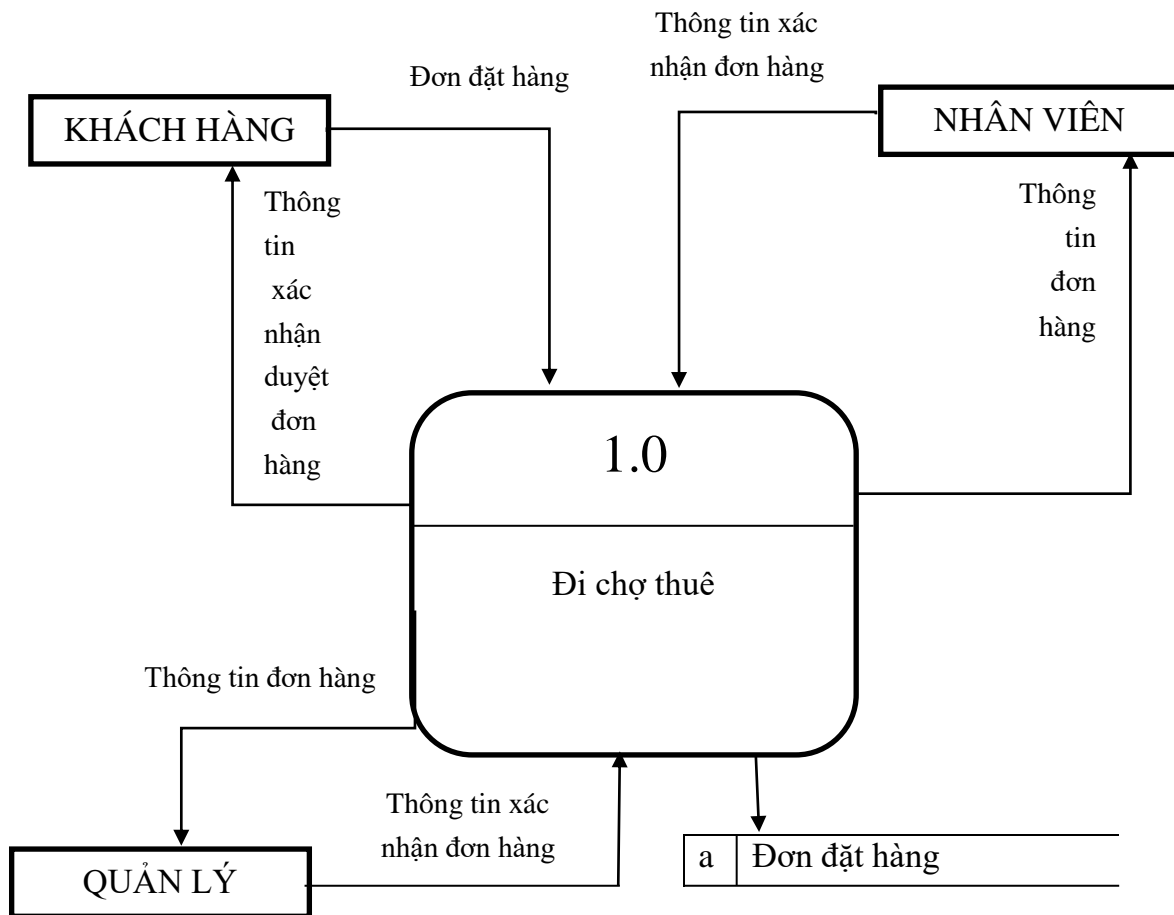 Thông tin xác
nhận đơn hàng
Đơn đặt hàng
KHÁCH HÀNG
NHÂN VIÊN
Thông
tin
xác
nhận
duyệt
đơn
hàng
Thông
tin
đơn
hàng
1.0
Đi chợ thuê
Thông tin đơn hàng
Thông tin xác
nhận đơn hàng
QUẢN LÝ
a Đơn đặt hàng